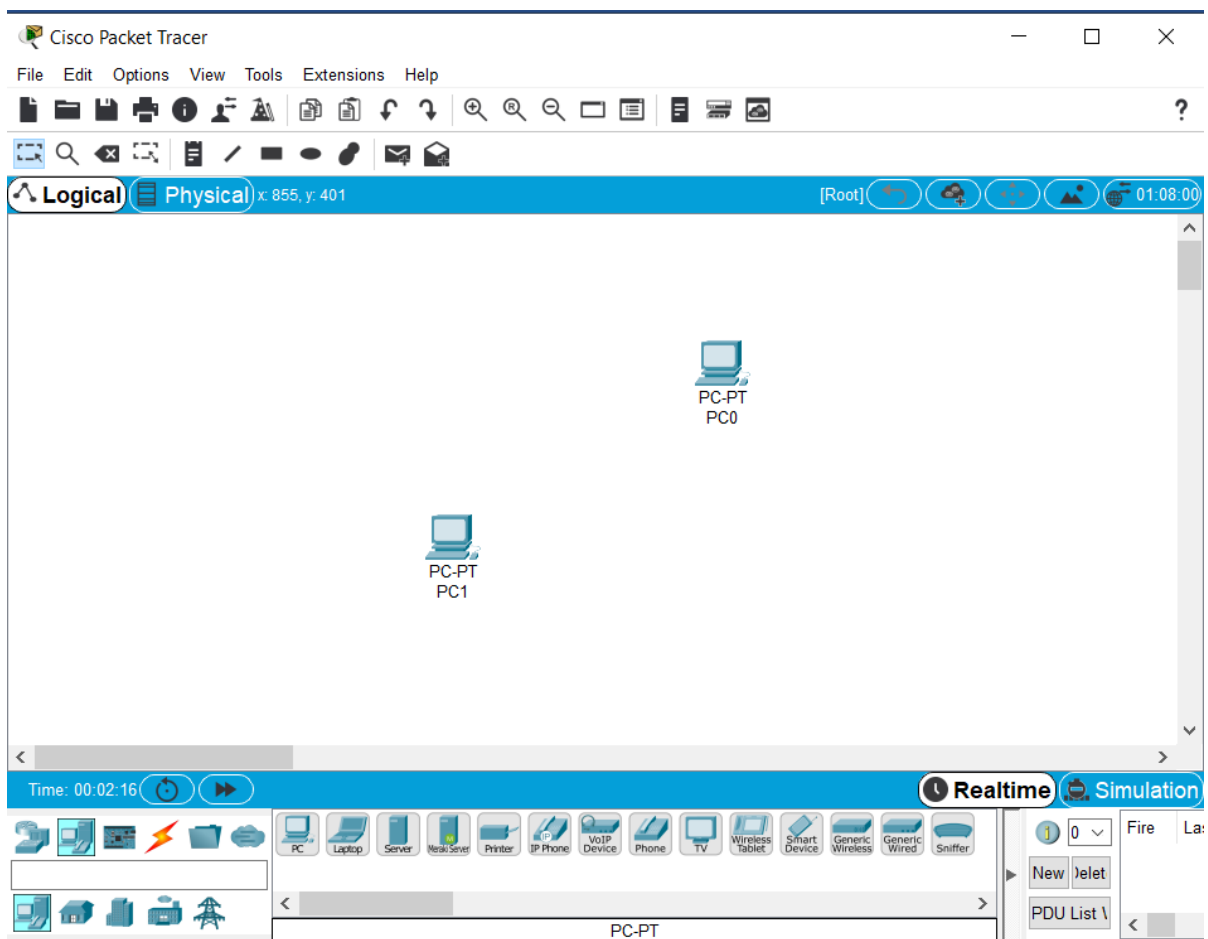 Cisco Packet Tracer
File Edit Options View Tools Extensions Help
?
Logical Physical x: 855, y: 401 [Root] 01:08:00
PC-PT
PC0
PC-PT
PC1
Time: 00:02:16 Realtime Simulation
PC Laptop Server Meraki Server Printer IP Phone VoIP Device Phone TV Wireless Tablet Smart Device Generic Wireless Generic Wired Sniffer
0 Fire La
New elet
PDU List
PC-PT